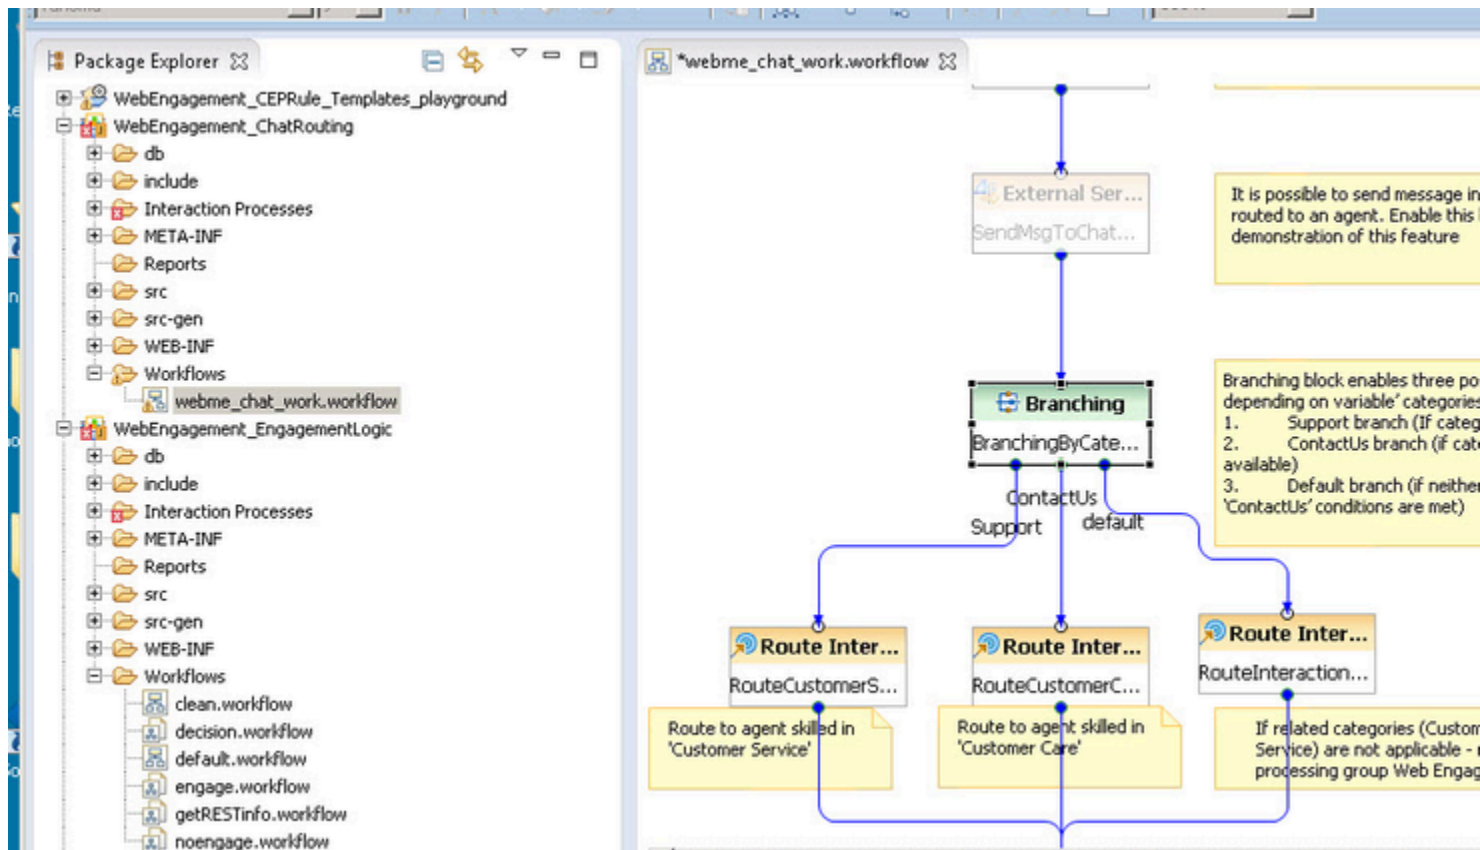 Package Explorer
WebEngagement_CEPRule_Templates_playground
WebEngagement_ChatRouting
db
include
Interaction Processes
META-INF
Reports
src
src-gen
WEB-INF
Workflows
webme_chat_work.workflow
WebEngagement_EngagementLogic
db
include
Interaction Processes
META-INF
Reports
src
src-gen
WEB-INF
Workflows
clean.workflow
decision.workflow
default.workflow
engage.workflow
getRESTinfo.workflow
noengage.workflow
*webme_chat_work.workflow
External Ser...
SendMsgToChat...
It is possible to send message in
routed to an agent. Enable this
demonstration of this feature
Branching
BranchingByCate...
Branching block enables three po
depending on variable' categories
1. Support branch (If categ
2. ContactUs branch (if cat
available)
3. Default branch (if neither
'ContactUs' conditions are met)
ContactUs
Support
default
Route Inter...
RouteCustomerS...
Route to agent skilled in
'Customer Service'
Route Inter...
RouteCustomerC...
Route to agent skilled in
'Customer Care'
Route Inter...
RouteInteraction...
If related categories (Custom
Service) are not applicable -
processing group Web Engag